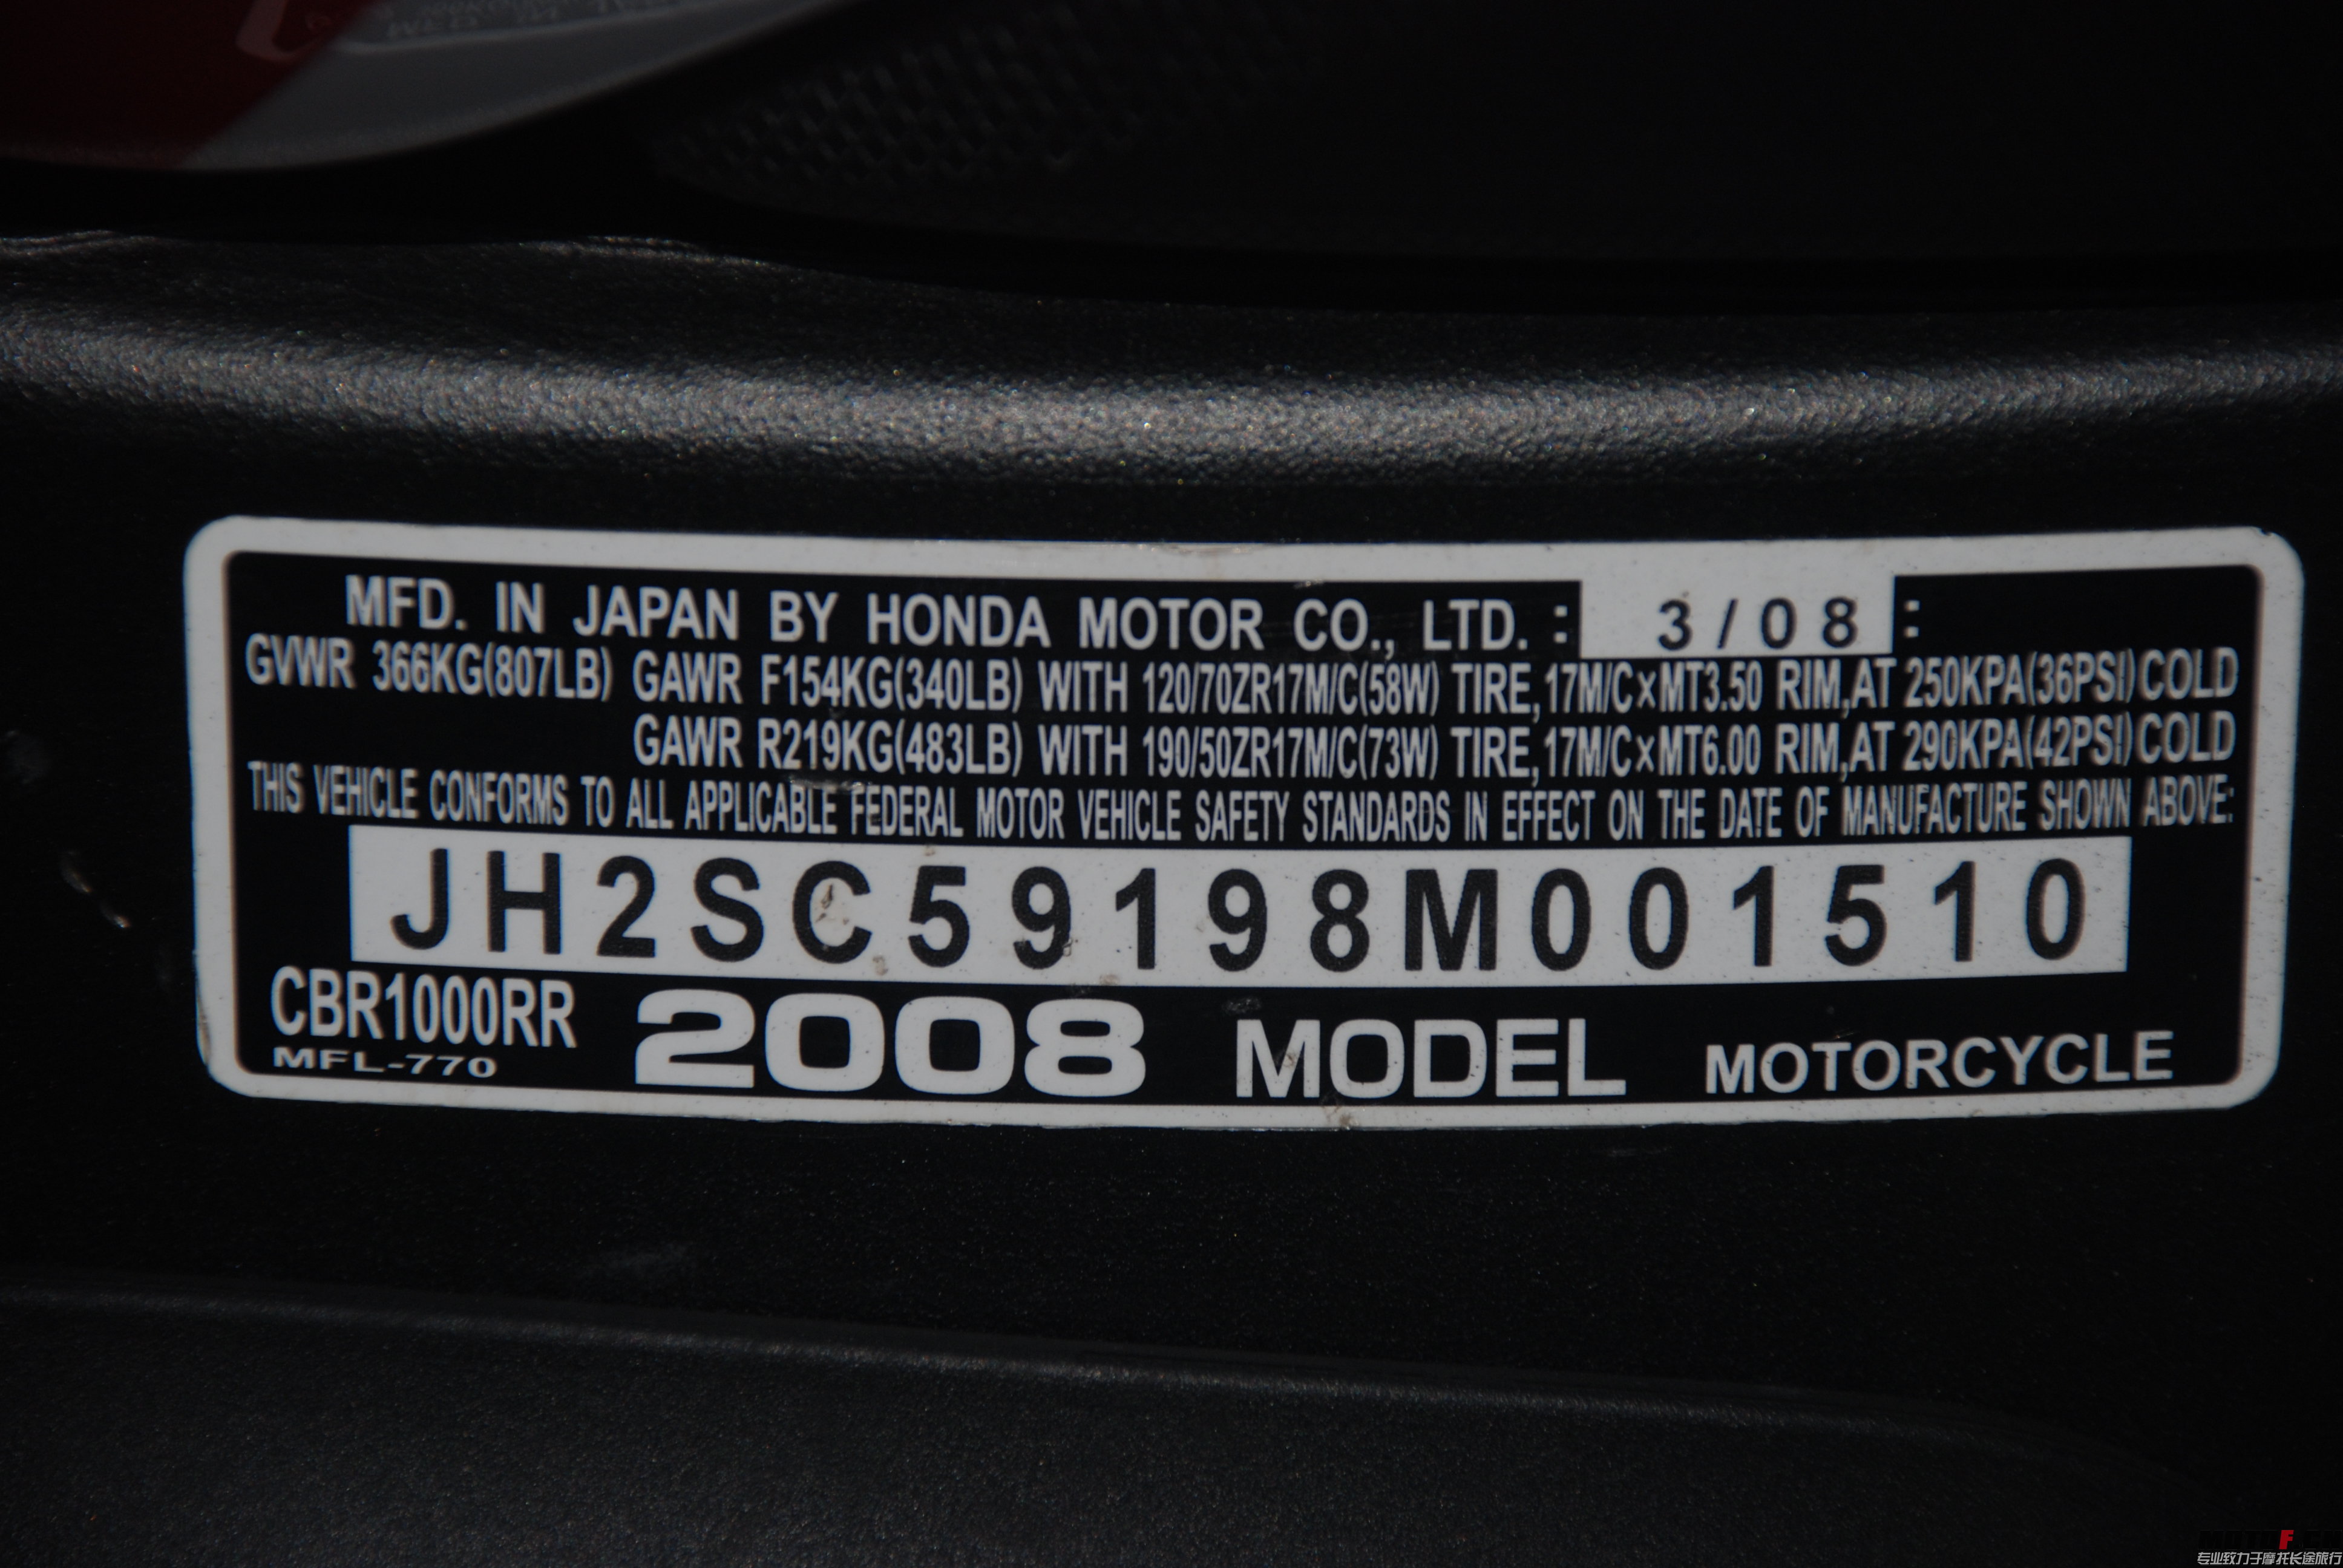 MFD. IN JAPAN BY HONDA MOTOR CO., LTD. : 3/08 :
GVWR 366KG(807LB) GAWR F154KG(340LB) WITH 120/70ZR17M/C(58W) TIRE,17M/C×MT3.50 RIM,AT 250KPA(36PSI)COLD
GAWR R219KG(483LB) WITH 190/50ZR17M/C(73W) TIRE,17M/C×MT6.00 RIM,AT 290KPA(42PSI)COLD
THIS VEHICLE CONFORMS TO ALL APPLICABLE FEDERAL MOTOR VEHICLE SAFETY STANDARDS IN EFFECT ON THE DATE OF MANUFACTURE SHOWN ABOVE:
JH2SC59198M001510
CBR1000RR 2008 MODEL MOTORCYCLE
MFL-770
专业致力于摩托长途旅行